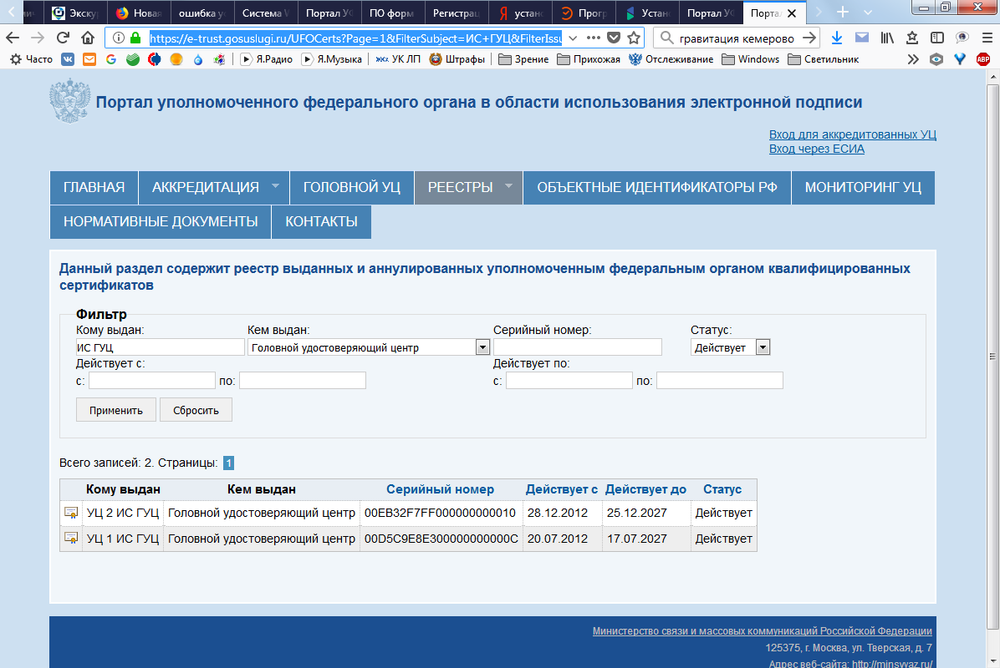 Экску
Новая
ошибка ус
Система W
Портал УФ
ПО форм
Регистрац
устан
Прогр
Устан
Портал УФ
Портал
https://e-trust.gosuslugi.ru/UFOCerts?Page=1&FilterSubject=ИС+ГУЦ&FilterIssu
гравитация кемерово
Часто Я.Радио Я.Музыка УК ЛП Штрафы Зрение Прихожая Отслеживание Windows Светильник ABP
Портал уполномоченного федерального органа в области использования электронной подписи
Вход для аккредитованных УЦ
Вход через ЕСИА
ГЛАВНАЯ АККРЕДИТАЦИЯ ГОЛОВНОЙ УЦ РЕЕСТРЫ ОБЪЕКТНЫЕ ИДЕНТИФИКАТОРЫ РФ МОНИТОРИНГ УЦ
НОРМАТИВНЫЕ ДОКУМЕНТЫ КОНТАКТЫ
Данный раздел содержит реестр выданных и аннулированных уполномоченным федеральным органом квалифицированных
сертификатов
Фильтр
Кому выдан: Кем выдан: Серийный номер: Статус:
ИС ГУЦ Головной удостоверяющий центр Действует
Действует с: Действует по:
с: по: с: по:
Применить Сбросить
Всего записей: 2. Страницы: 1
Кому выдан Кем выдан Серийный номер Действует с Действует до Статус
УЦ 2 ИС ГУЦ Головной удостоверяющий центр 00EB32F7FF000000000010 28.12.2012 25.12.2027 Действует
УЦ 1 ИС ГУЦ Головной удостоверяющий центр 00D5C9E8E300000000000C 20.07.2012 17.07.2027 Действует
Министерство связи и массовых коммуникаций Российской Федерации
125375, г. Москва, ул. Тверская, д. 7
Адрес веб-сайта: http://minsvyaz.ru/